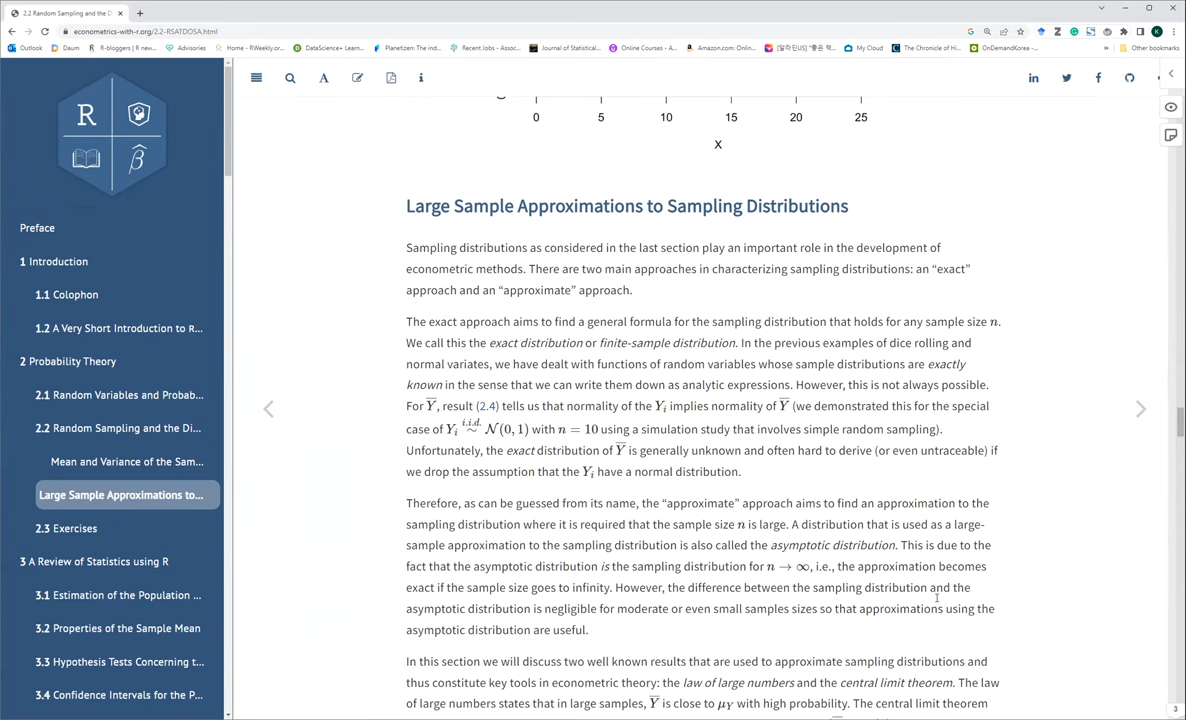 2.2 Random Sampling and the D
econometrics-with-r.org/2.2-RSATDOSA.html
Outlook Daum R-bloggers | R new... Advisories Home - RWeekly.or... DataScience+ Learn... Planetizen: The ind... Recent Jobs - Assoc... Journal of Statistical... Online Courses - A... Amazon.com: Onlin... My Cloud The Chronicle of Hi... OnDemandKorea -... Other bookmarks
0 5 10 15 20 25
X
Preface
1 Introduction
1.1 Colophon
1.2 A Very Short Introduction to R...
2 Probability Theory
2.1 Random Variables and Probab...
2.2 Random Sampling and the Di...
Mean and Variance of the Sam...
Large Sample Approximations to...
2.3 Exercises
3 A Review of Statistics using R
3.1 Estimation of the Population ...
3.2 Properties of the Sample Mean
3.3 Hypothesis Tests Concerning t...
3.4 Confidence Intervals for the P...
Large Sample Approximations to Sampling Distributions
Sampling distributions as considered in the last section play an important role in the development of
econometric methods. There are two main approaches in characterizing sampling distributions: an “exact”
approach and an “approximate” approach.
The exact approach aims to find a general formula for the sampling distribution that holds for any sample size n.
We call this the exact distribution or finite-sample distribution. In the previous examples of dice rolling and
normal variates, we have dealt with functions of random variables whose sample distributions are exactly
known in the sense that we can write them down as analytic expressions. However, this is not always possible.
For Y̅, result (2.4) tells us that normality of the Yᵢ implies normality of Y̅ (we demonstrated this for the special
case of Yᵢ i.i.d. ∼ N(0, 1) with n = 10 using a simulation study that involves simple random sampling).
Unfortunately, the exact distribution of Y̅ is generally unknown and often hard to derive (or even untraceable) if
we drop the assumption that the Yᵢ have a normal distribution.
Therefore, as can be guessed from its name, the “approximate” approach aims to find an approximation to the
sampling distribution where it is required that the sample size n is large. A distribution that is used as a large-
sample approximation to the sampling distribution is also called the asymptotic distribution. This is due to the
fact that the asymptotic distribution is the sampling distribution for n → ∞, i.e., the approximation becomes
exact if the sample size goes to infinity. However, the difference between the sampling distribution and the
asymptotic distribution is negligible for moderate or even small samples sizes so that approximations using the
asymptotic distribution are useful.
In this section we will discuss two well known results that are used to approximate sampling distributions and
thus constitute key tools in econometric theory: the law of large numbers and the central limit theorem. The law
of large numbers states that in large samples, Y̅ is close to μY with high probability. The central limit theorem
3